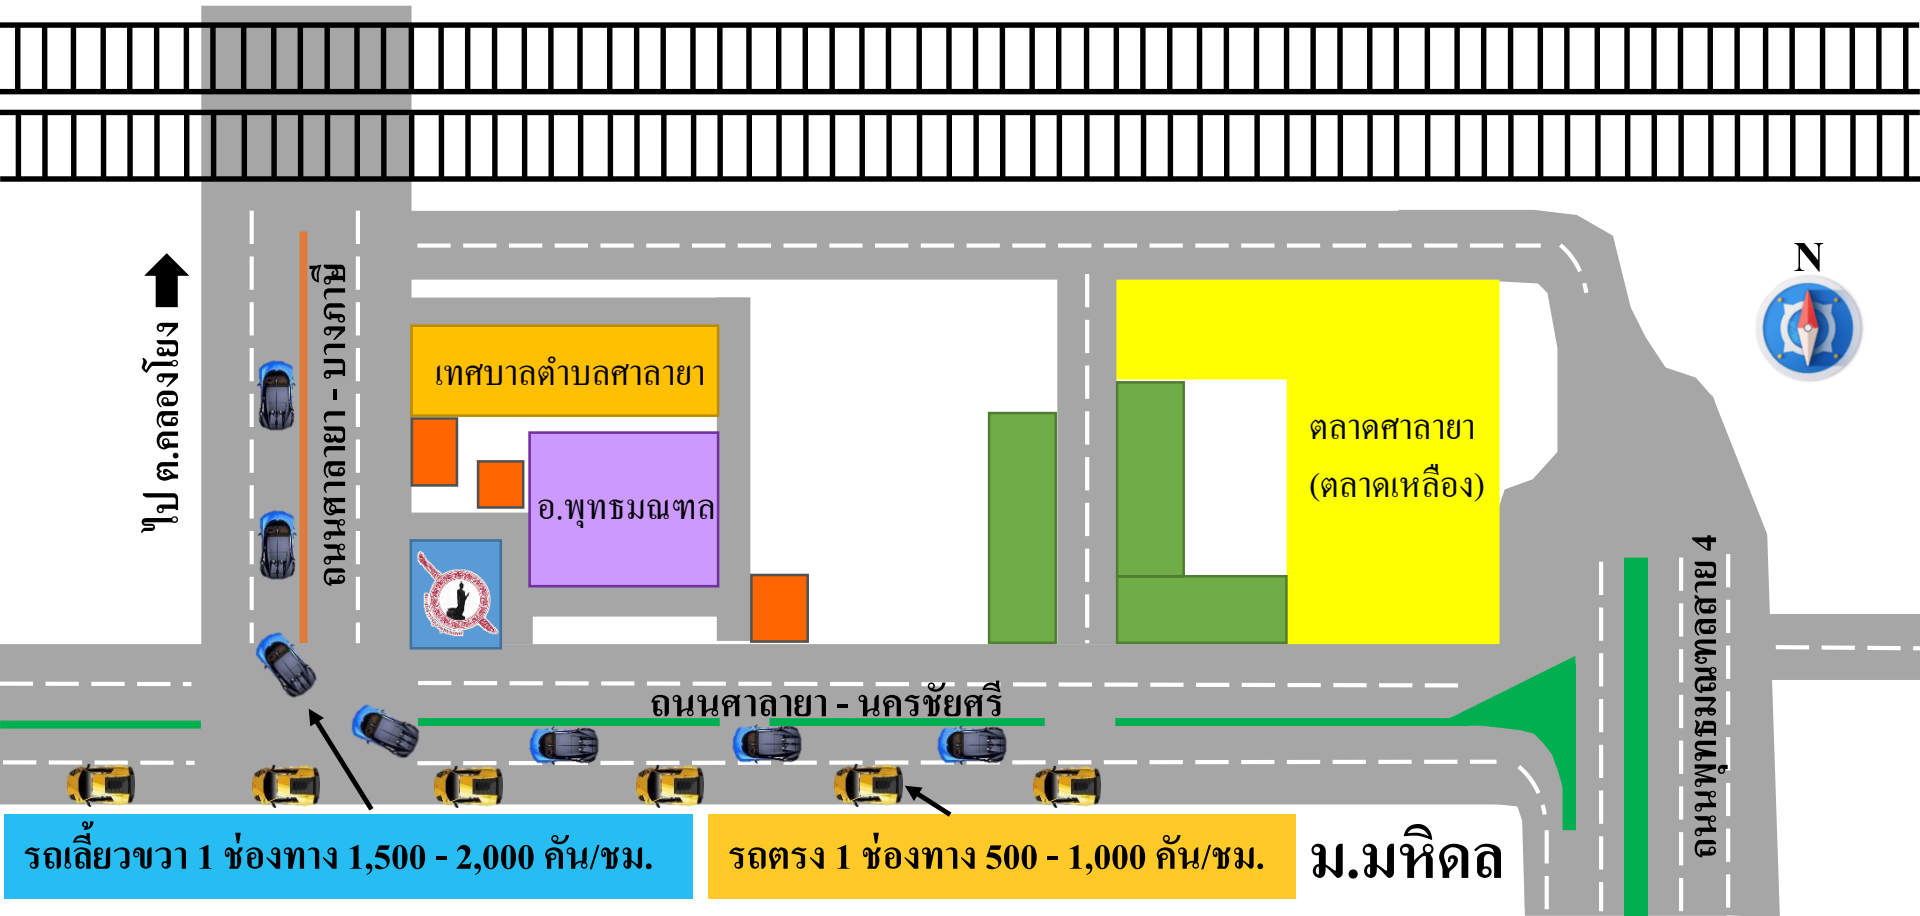 N
ไป ต.คลองโยง
ถนนศาลายา - บางภาษี
เทศบาลตำบลศาลายา
อ.พุทธมณฑล
ตลาดศาลายา
(ตลาดเหลือง)
ถนนพุทธมณฑลสาย 4
ถนนศาลายา - นครชัยศรี
รถเลี้ยวขวา 1 ช่องทาง 1,500 - 2,000 คัน/ชม.
รถตรง 1 ช่องทาง 500 - 1,000 คัน/ชม.
ม.มหิดล